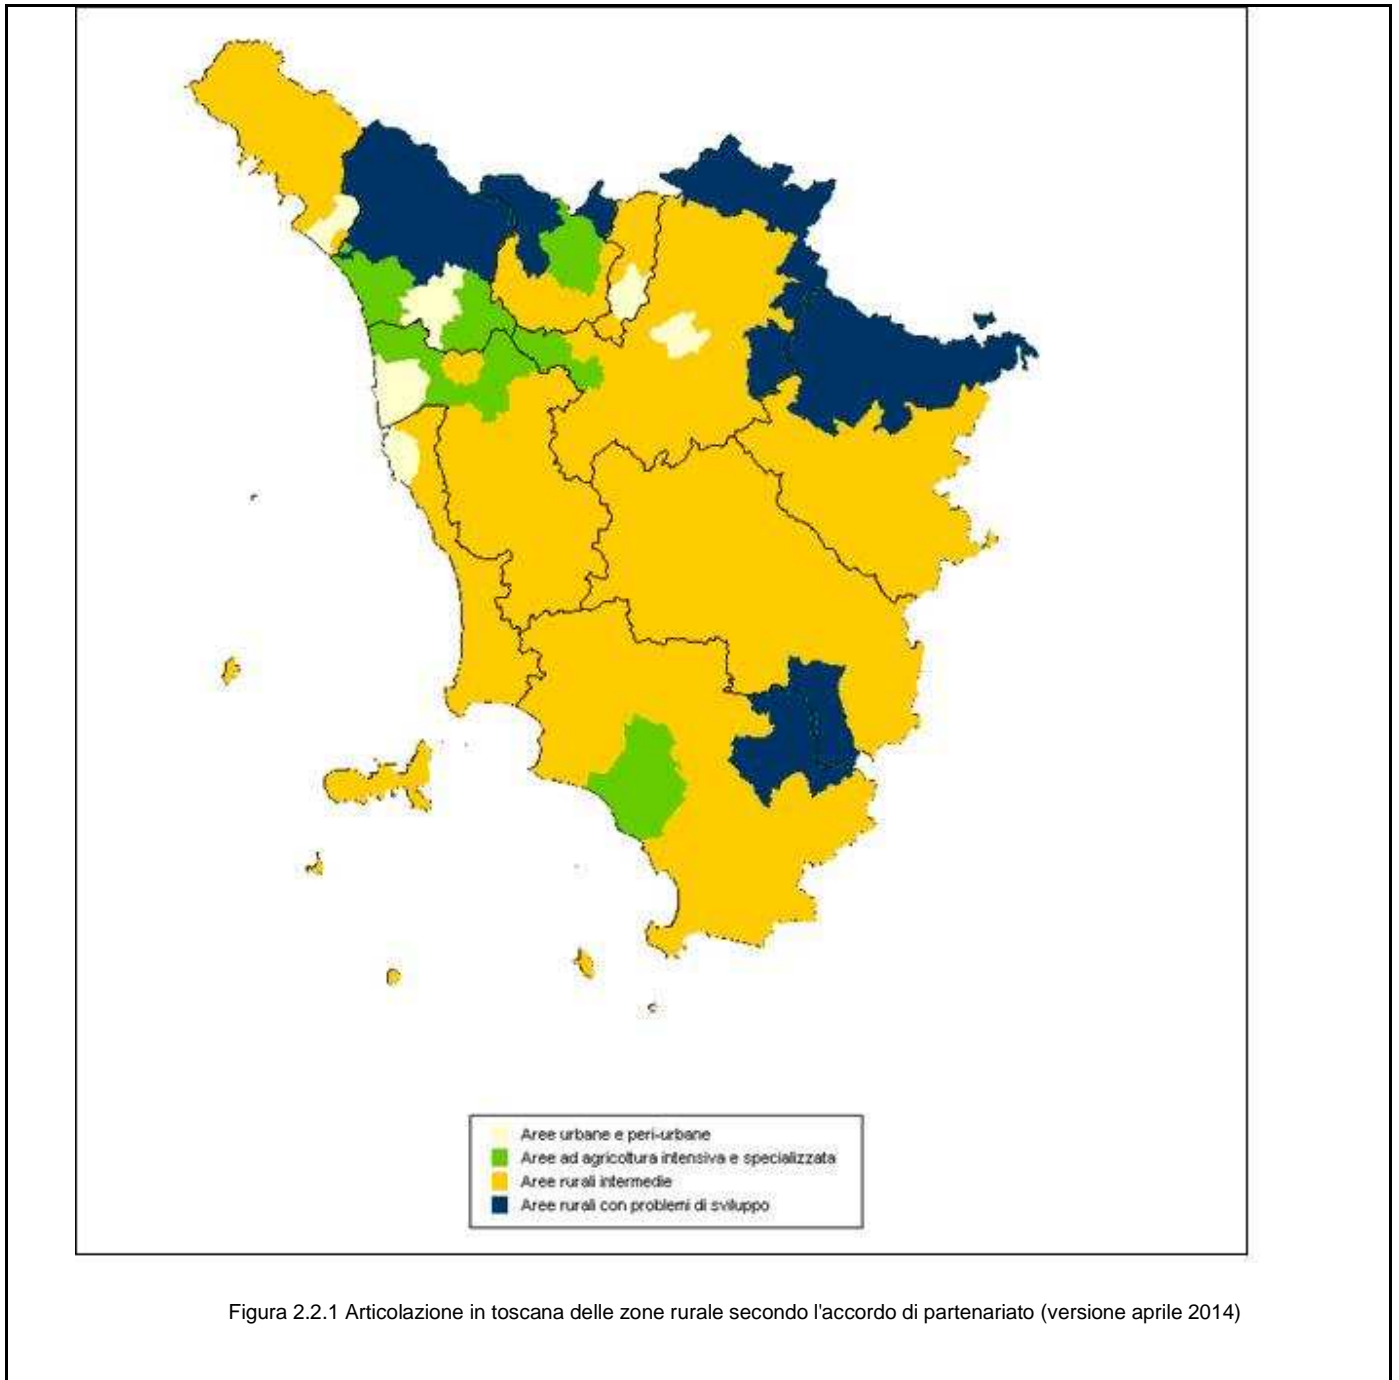 Aree urbane e peri-urbane
Aree ad agricoltura intensiva e specializzata
Aree rurali intermedie
Aree rurali con problemi di sviluppo
Figura 2.2.1 Articolazione in toscana delle zone rurale secondo l'accordo di partenariato (versione aprile 2014)